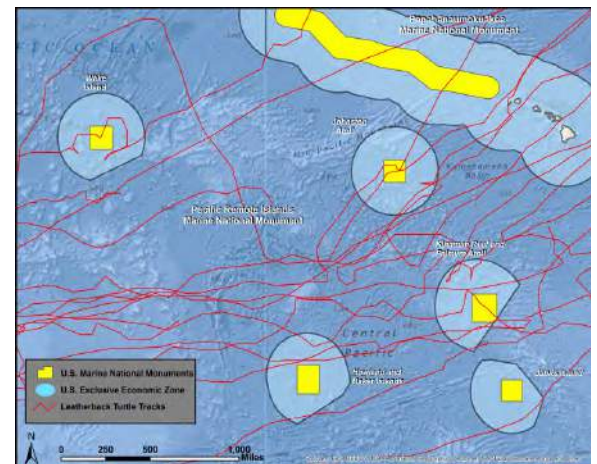 Papahānaumokuākea
Marine National Monument
Wake
Island
Johnston
Atoll
Pacific Remote Islands
Marine National Monument
Kingman Reef and
Palmyra Atoll
Central
Pacific
Howland and
Baker Islands
U.S. Marine National Monuments
U.S. Exclusive Economic Zone
Leatherback Turtle Tracks
N
0 250 500 1,000
Miles